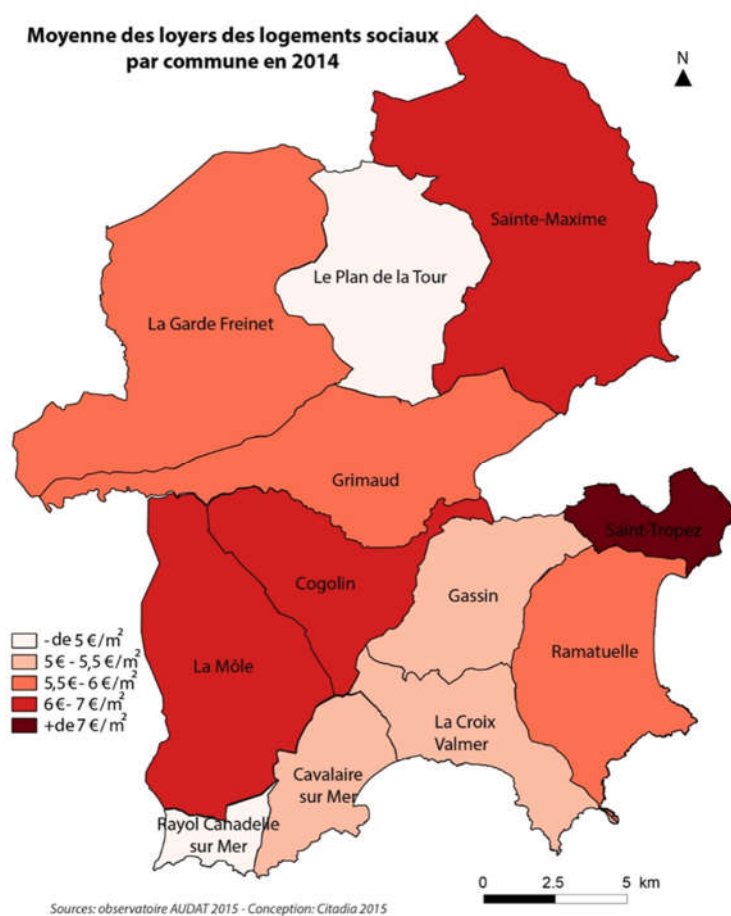 Moyenne des loyers des logements sociaux
par commune en 2014
N
Sainte-Maxime
Le Plan de la Tour
La Garde Freinet
Grimaud
Saint-Tropez
Cogolin
Gassin
Ramatuelle
La Môle
La Croix
Valmer
Cavalaire
sur Mer
Rayol Canadelle
sur Mer
- de 5 €/m²
5€ - 5,5 €/m²
5,5€ - 6 €/m²
6€ - 7 €/m²
+de 7 €/m²
0 2.5 5 km
Sources: observatoire AUDAT 2015 - Conception: Citadia 2015